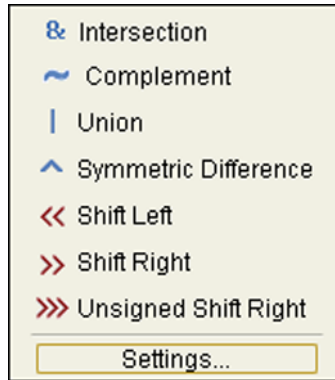 & Intersection
~ Complement
| Union
^ Symmetric Difference
<< Shift Left
>> Shift Right
>>> Unsigned Shift Right
Settings...